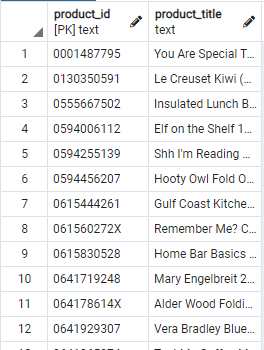 product_id product_title
[PK] text text
1 0001487795 You Are Special T...
2 0130350591 Le Creuset Kiwi (...
3 0555667502 Insulated Lunch B...
4 0594006112 Elf on the Shelf 1...
5 0594255139 Shh I'm Reading ...
6 0594456207 Hooty Owl Fold O...
7 0615444261 Gulf Coast Kitche...
8 061560272X Remember Me? C...
9 0615830528 Home Bar Basics ...
10 0641719248 Mary Engelbreit 2...
11 064178614X Alder Wood Foldi...
12 0641929307 Vera Bradley Blue...